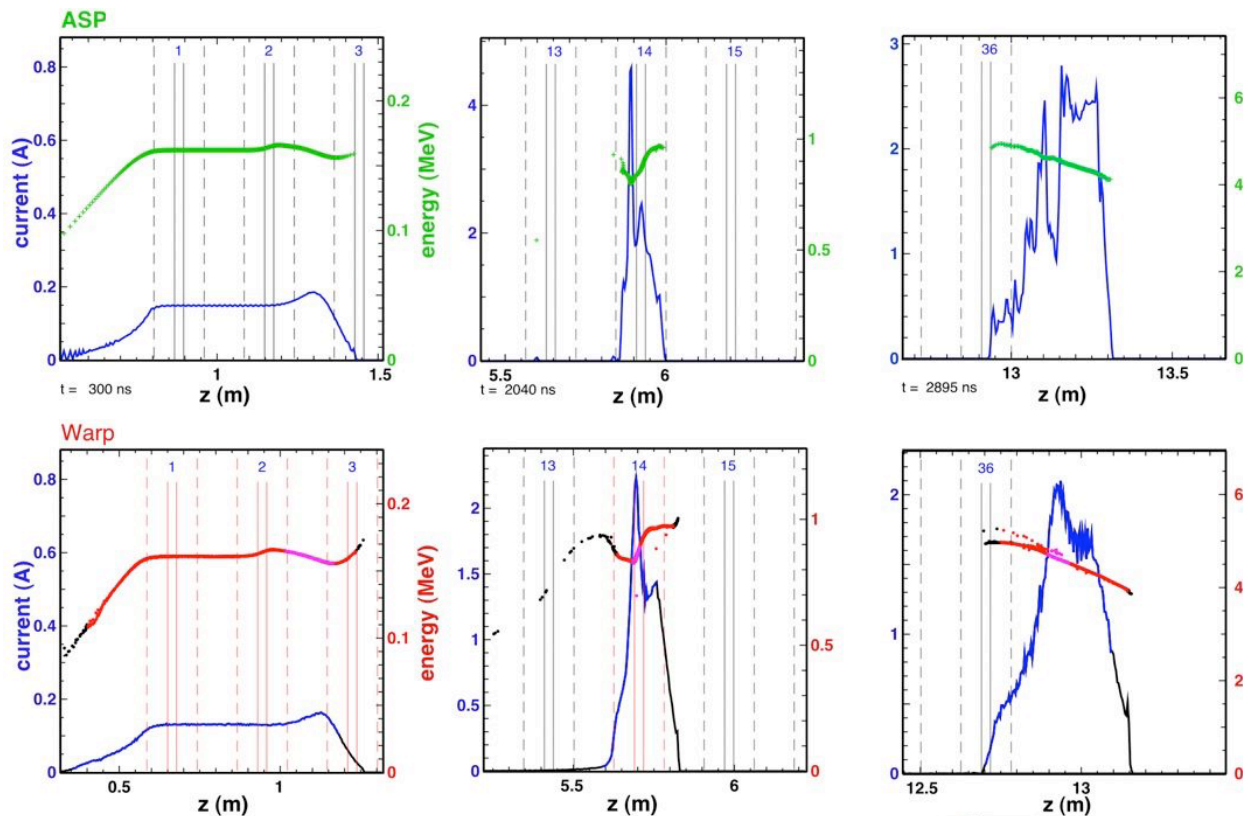 ASP
1 2 3
0.8
0.6
0.4
0.2
0
current (A)
0.2
0.1
0
energy (MeV)
1 1.5
t = 300 ns
z (m)
13 14 15
4
2
0
1
0.5
0
5.5 6
t = 2040 ns
z (m)
36
3
2
1
0
6
4
2
0
13 13.5
t = 2895 ns
z (m)
Warp
1 2 3
0.8
0.6
0.4
0.2
0
current (A)
0.2
0.1
0
energy (MeV)
0.5 1
z (m)
13 14 15
2
1.5
1
0.5
0
1
0.5
0
5.5 6
z (m)
36
2
1
0
6
4
2
0
12.5 13
z (m)